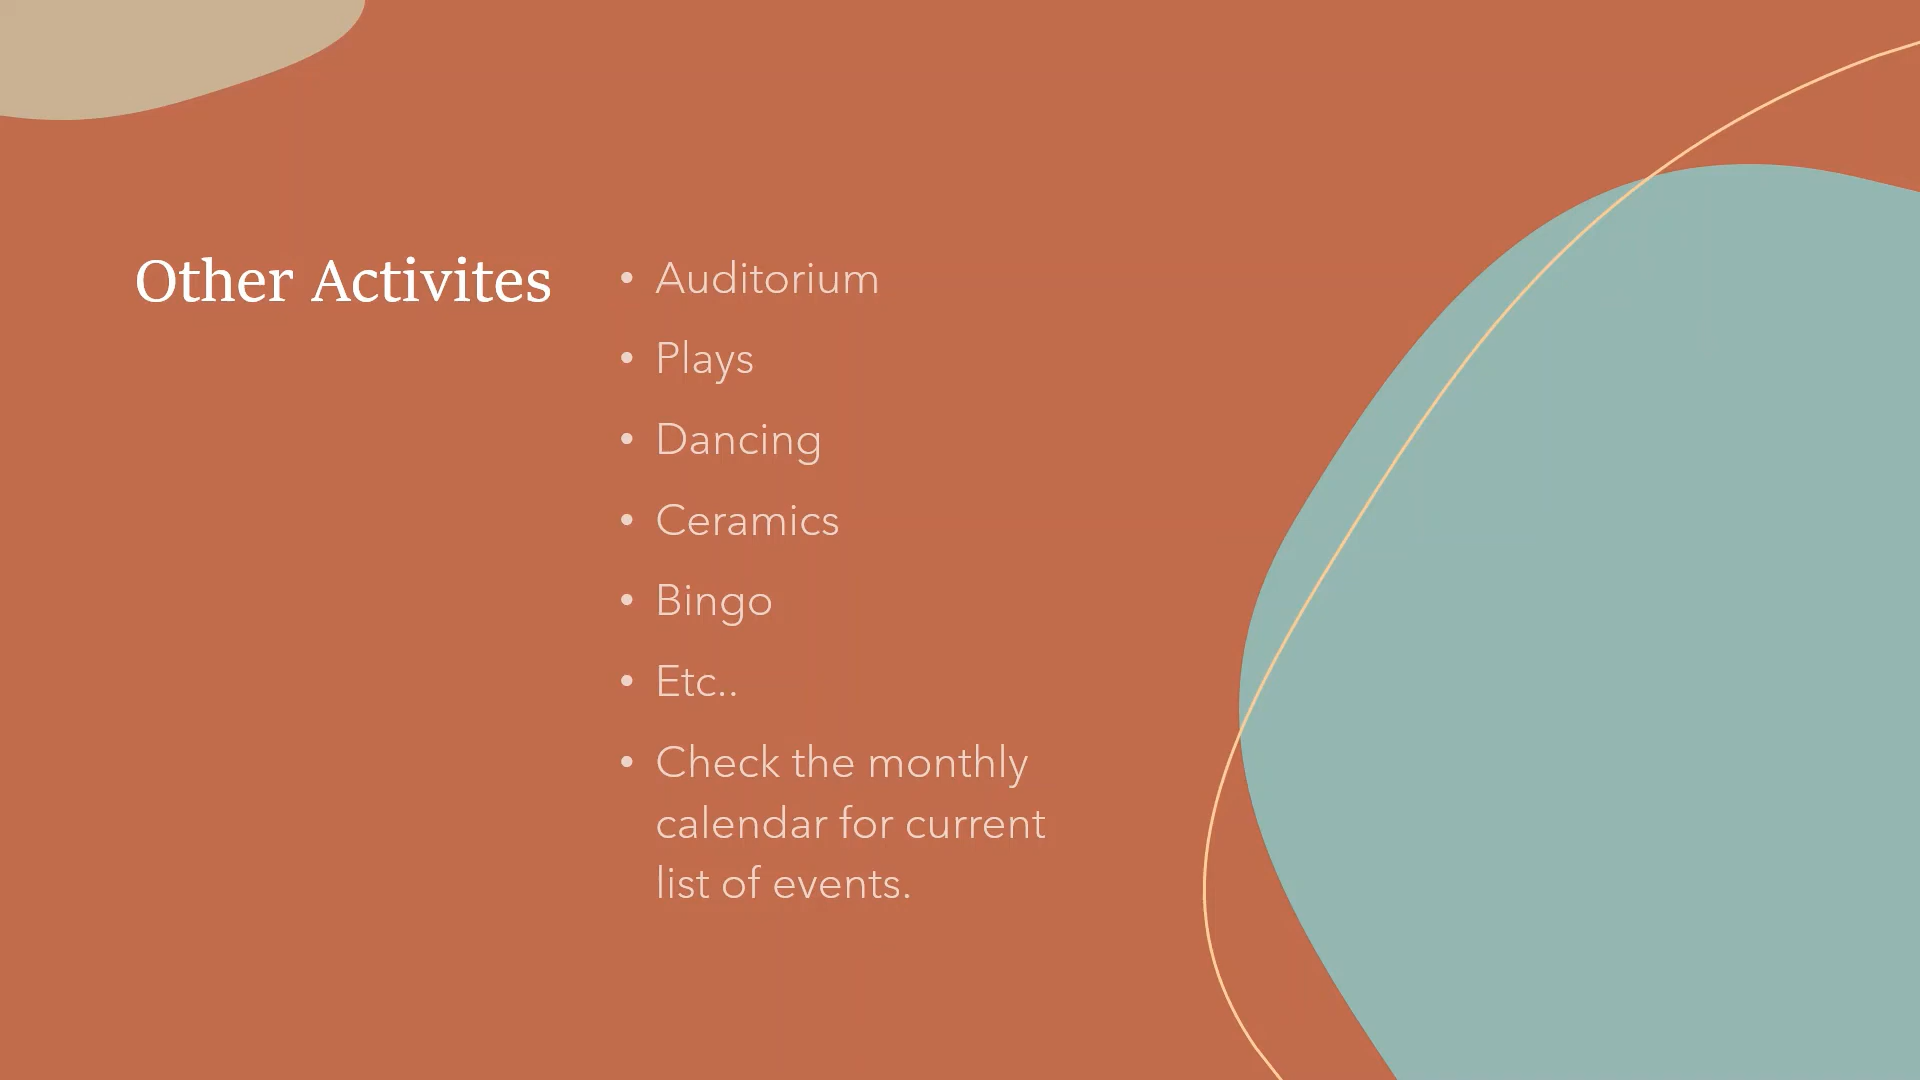 Other Activites
• Auditorium
• Plays
• Dancing
• Ceramics
• Bingo
• Etc..
• Check the monthly
calendar for current
list of events.